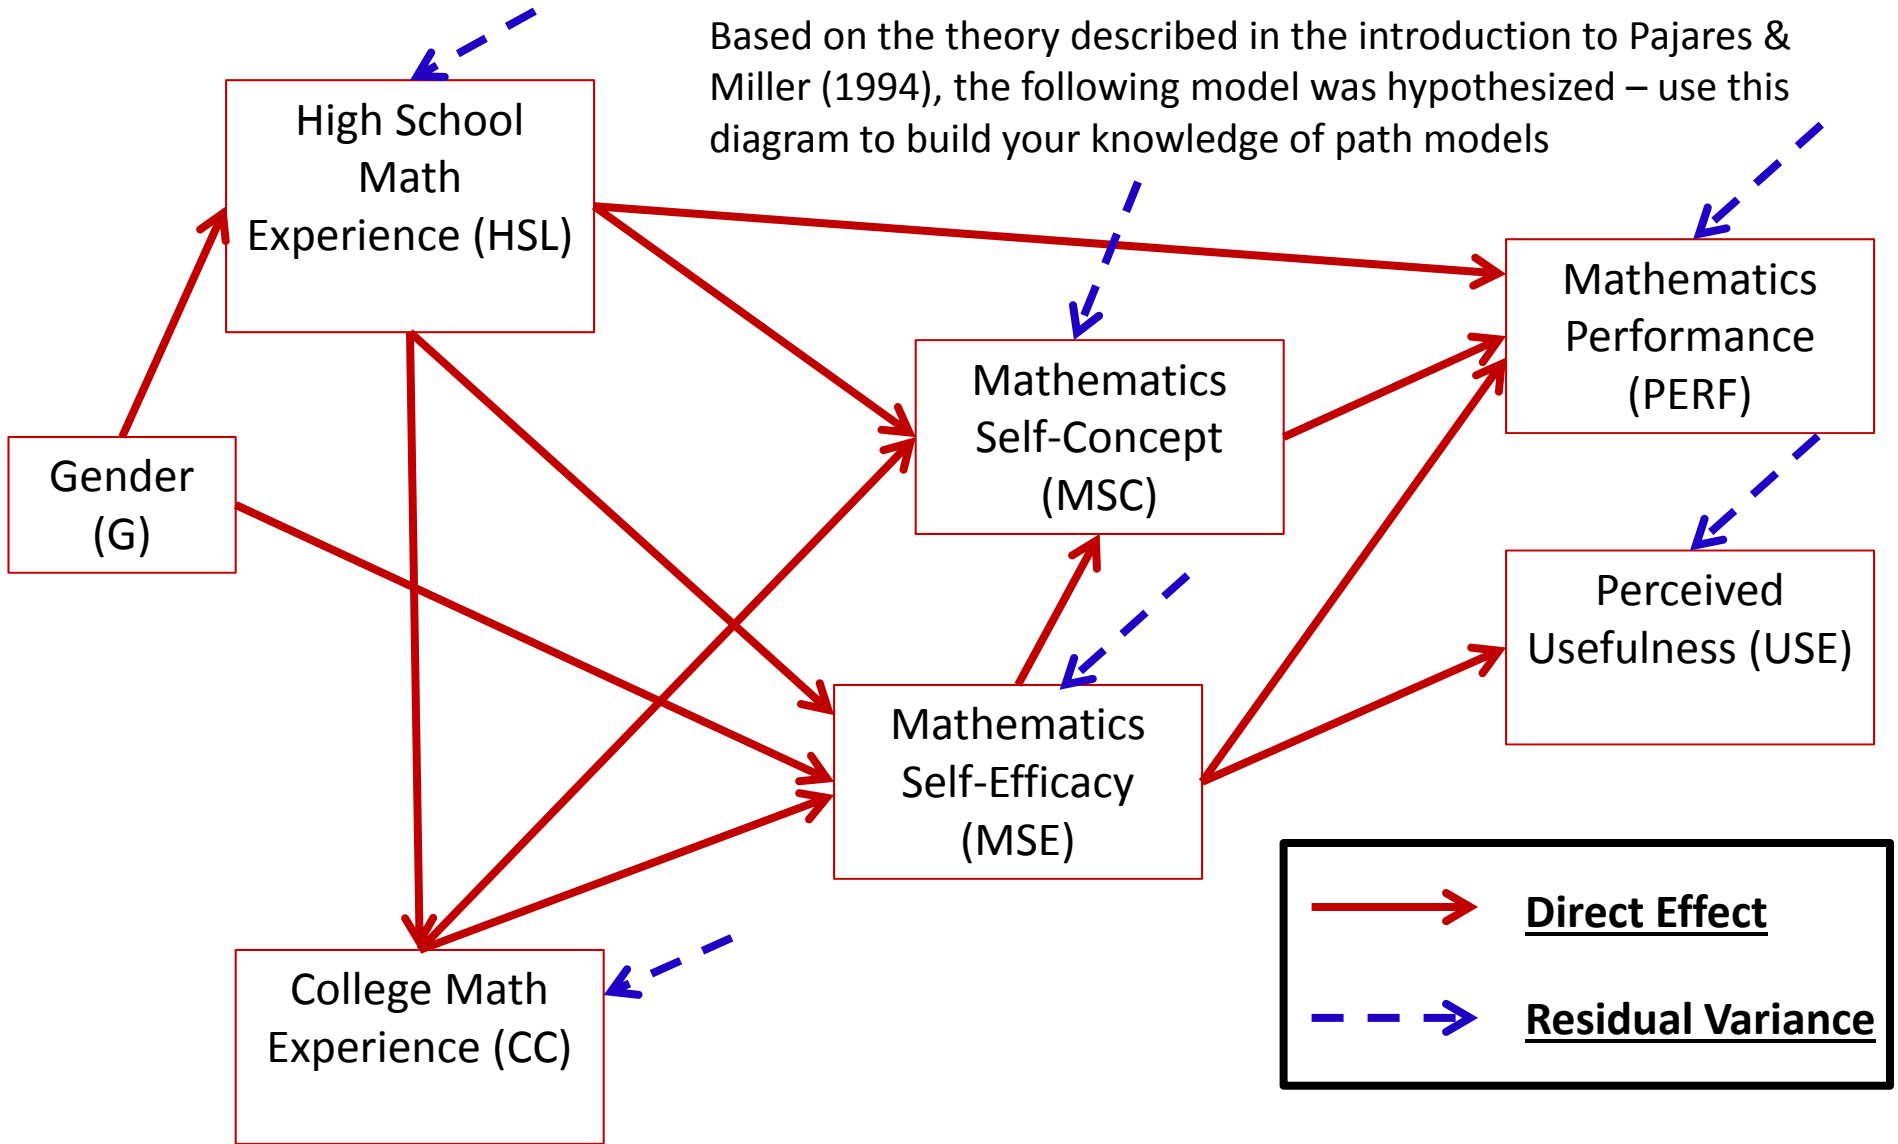 Based on the theory described in the introduction to Pajares &
Miller (1994), the following model was hypothesized – use this
diagram to build your knowledge of path models
High School
Math
Experience (HSL)
Mathematics
Performance
(PERF)
Mathematics
Self-Concept
(MSC)
Gender
(G)
Perceived
Usefulness (USE)
Mathematics
Self-Efficacy
(MSE)
College Math
Experience (CC)
Direct Effect
Residual Variance